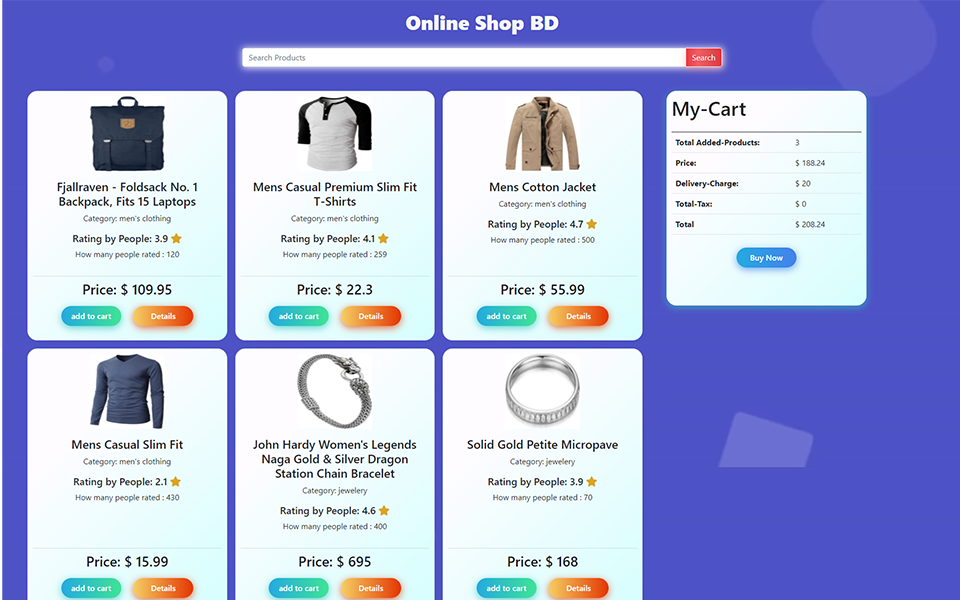 Online Shop BD
Search Products
Search
Fjallraven - Foldsack No. 1
Backpack, Fits 15 Laptops
Category: men's clothing
Rating by People: 3.9
How many people rated : 120
Price: $ 109.95
add to cart
Details
Mens Casual Premium Slim Fit
T-Shirts
Category: men's clothing
Rating by People: 4.1
How many people rated : 259
Price: $ 22.3
add to cart
Details
Mens Cotton Jacket
Category: men's clothing
Rating by People: 4.7
How many people rated : 500
Price: $ 55.99
add to cart
Details
My-Cart
Total Added-Products: 3
Price: $ 188.24
Delivery-Charge: $ 20
Total-Tax: $ 0
Total $ 208.24
Buy Now
Mens Casual Slim Fit
Category: men's clothing
Rating by People: 2.1
How many people rated : 430
Price: $ 15.99
add to cart
Details
John Hardy Women's Legends
Naga Gold & Silver Dragon
Station Chain Bracelet
Category: jewelery
Rating by People: 4.6
How many people rated : 400
Price: $ 695
add to cart
Details
Solid Gold Petite Micropave
Category: jewelery
Rating by People: 3.9
How many people rated : 70
Price: $ 168
add to cart
Details